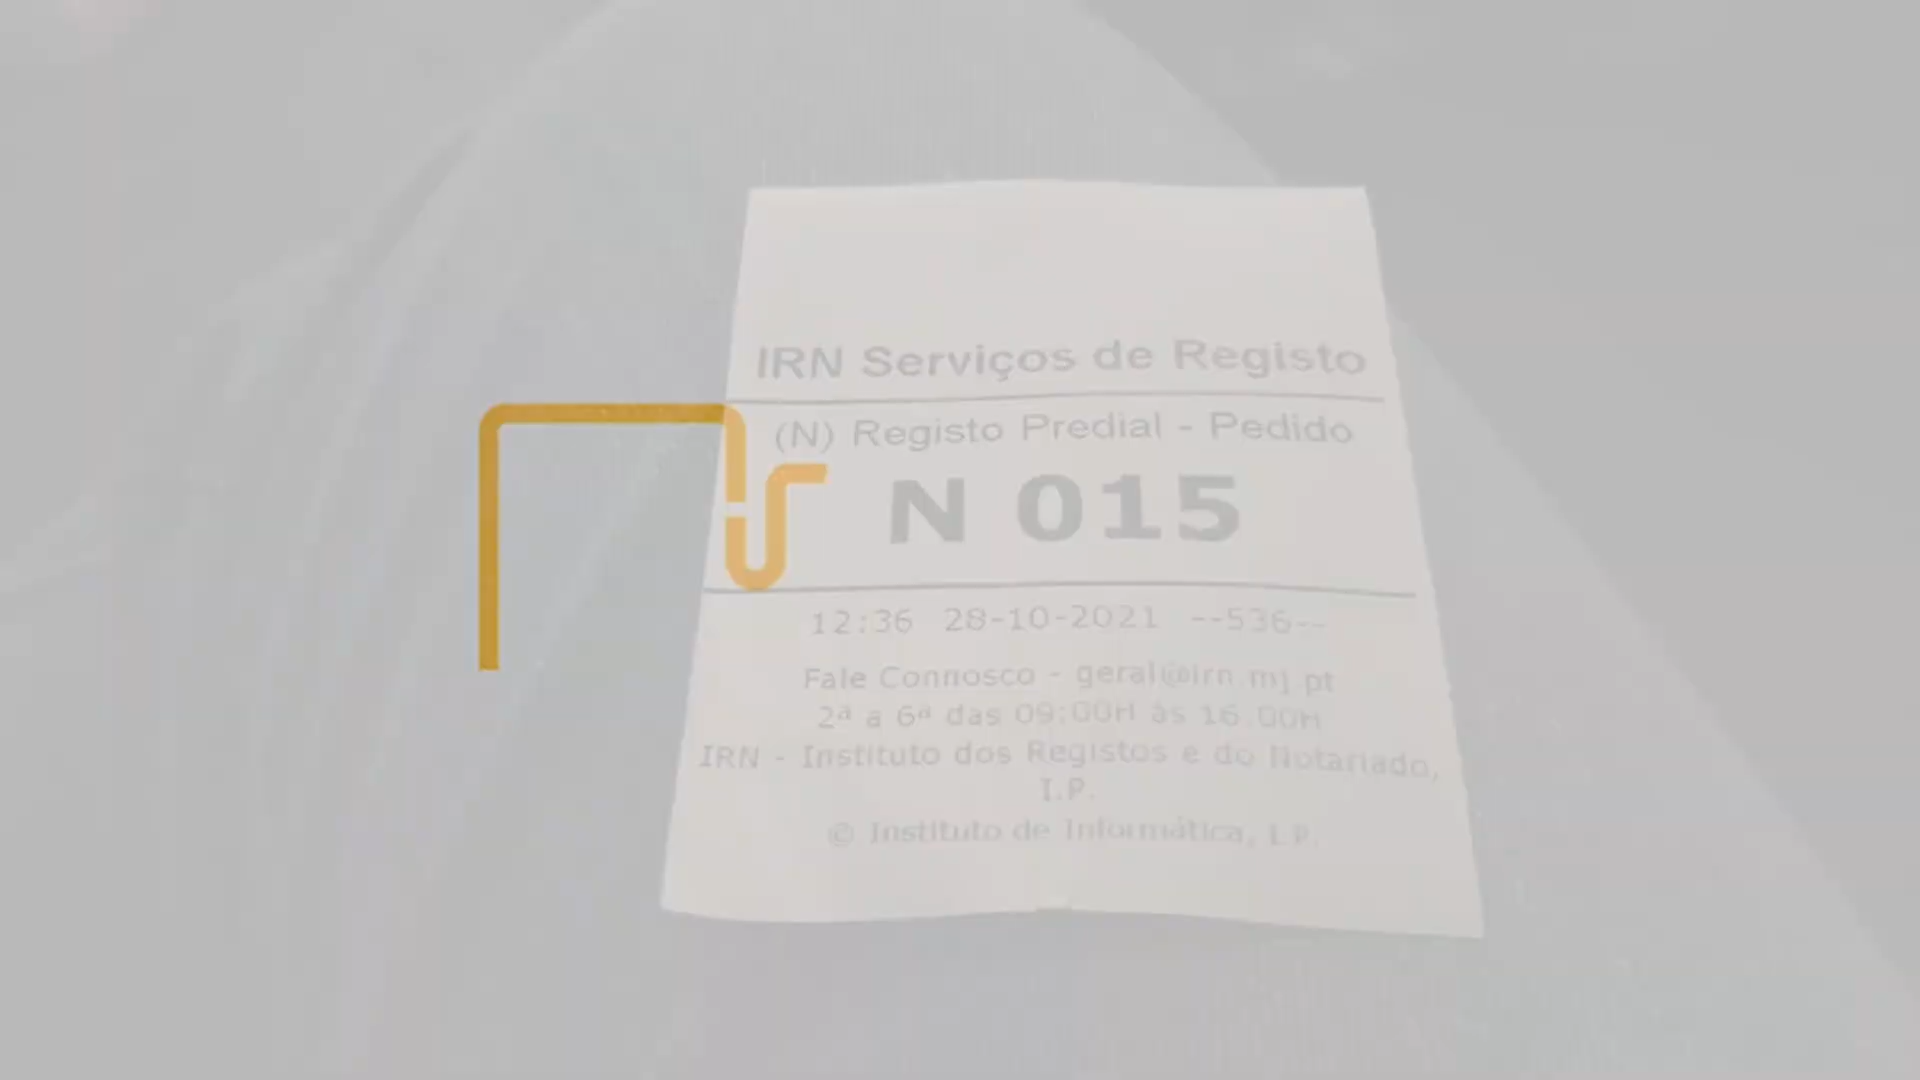 IRN Serviços de Registo
(N) Registo Predial - Pedido
N 015
12:36 28-10-2021 --536--
Fale Connosco - geral@irn.mj.pt
2ª a 6ª das 09:00H às 16:00H
IRN - Instituto dos Registos e do Notariado,
I.P.
© Instituto de Informática, I.P.